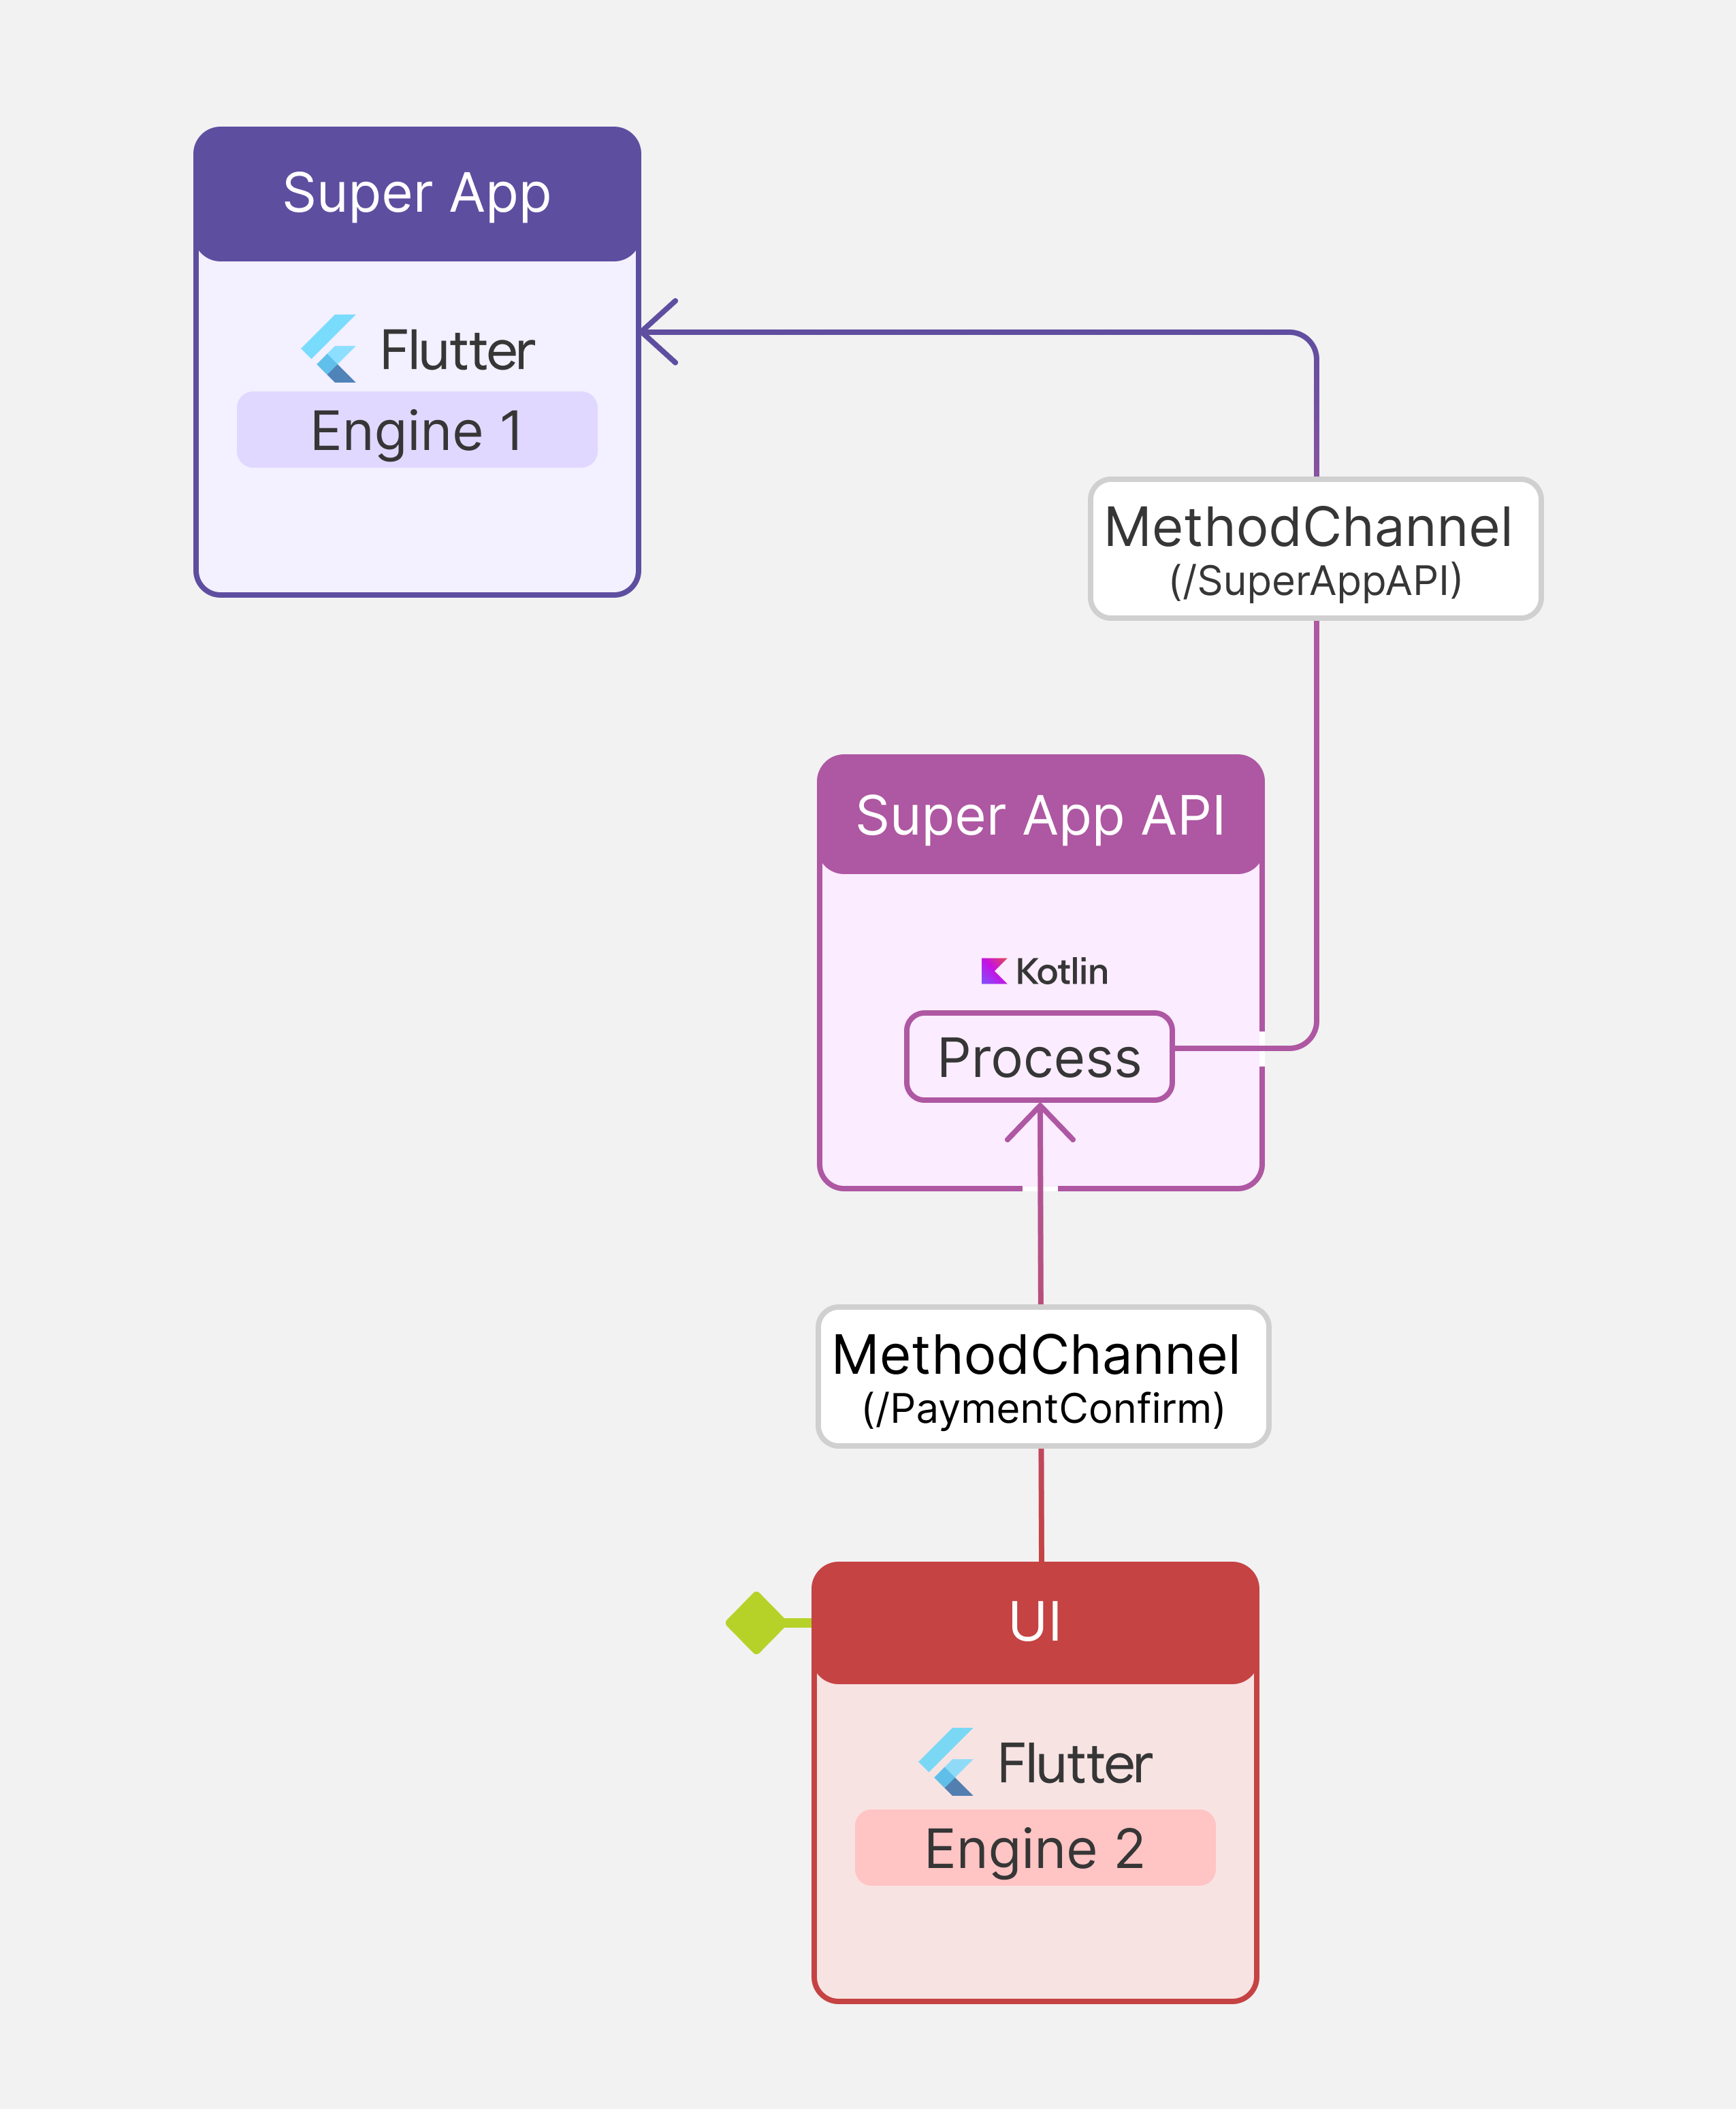 Super App
Flutter
Engine 1
MethodChannel
(/SuperAppAPI)
Super App API
Kotlin
Process
MethodChannel
(/PaymentConfirm)
UI
Flutter
Engine 2